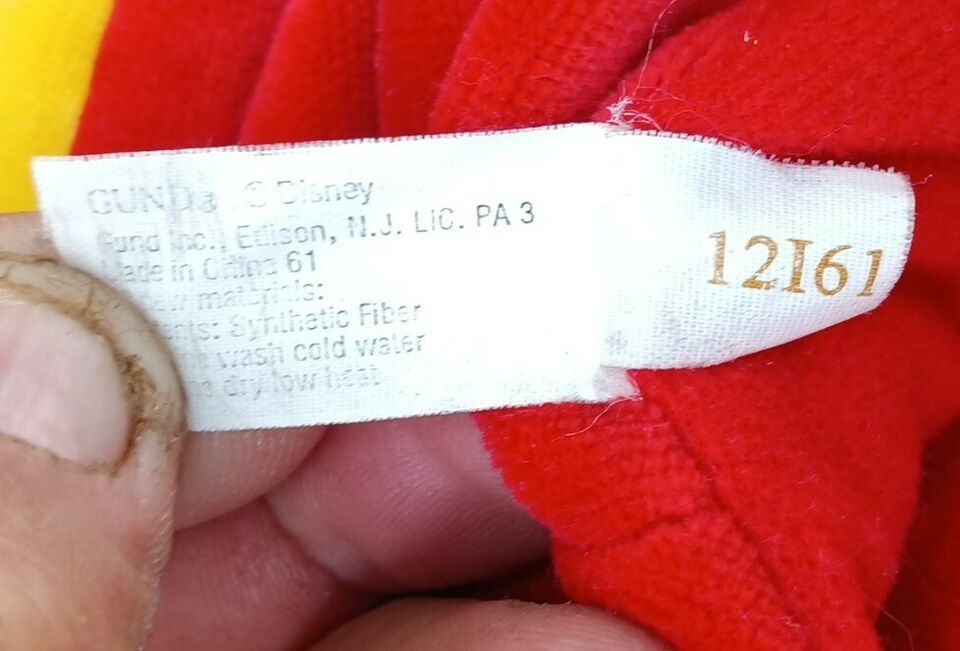 GUND® © Disney
Gund Inc., Edison, N.J. LIC. PA 3
Made in China 61
materials:
Synthetic Fiber
wash cold water
dry low heat
12I61